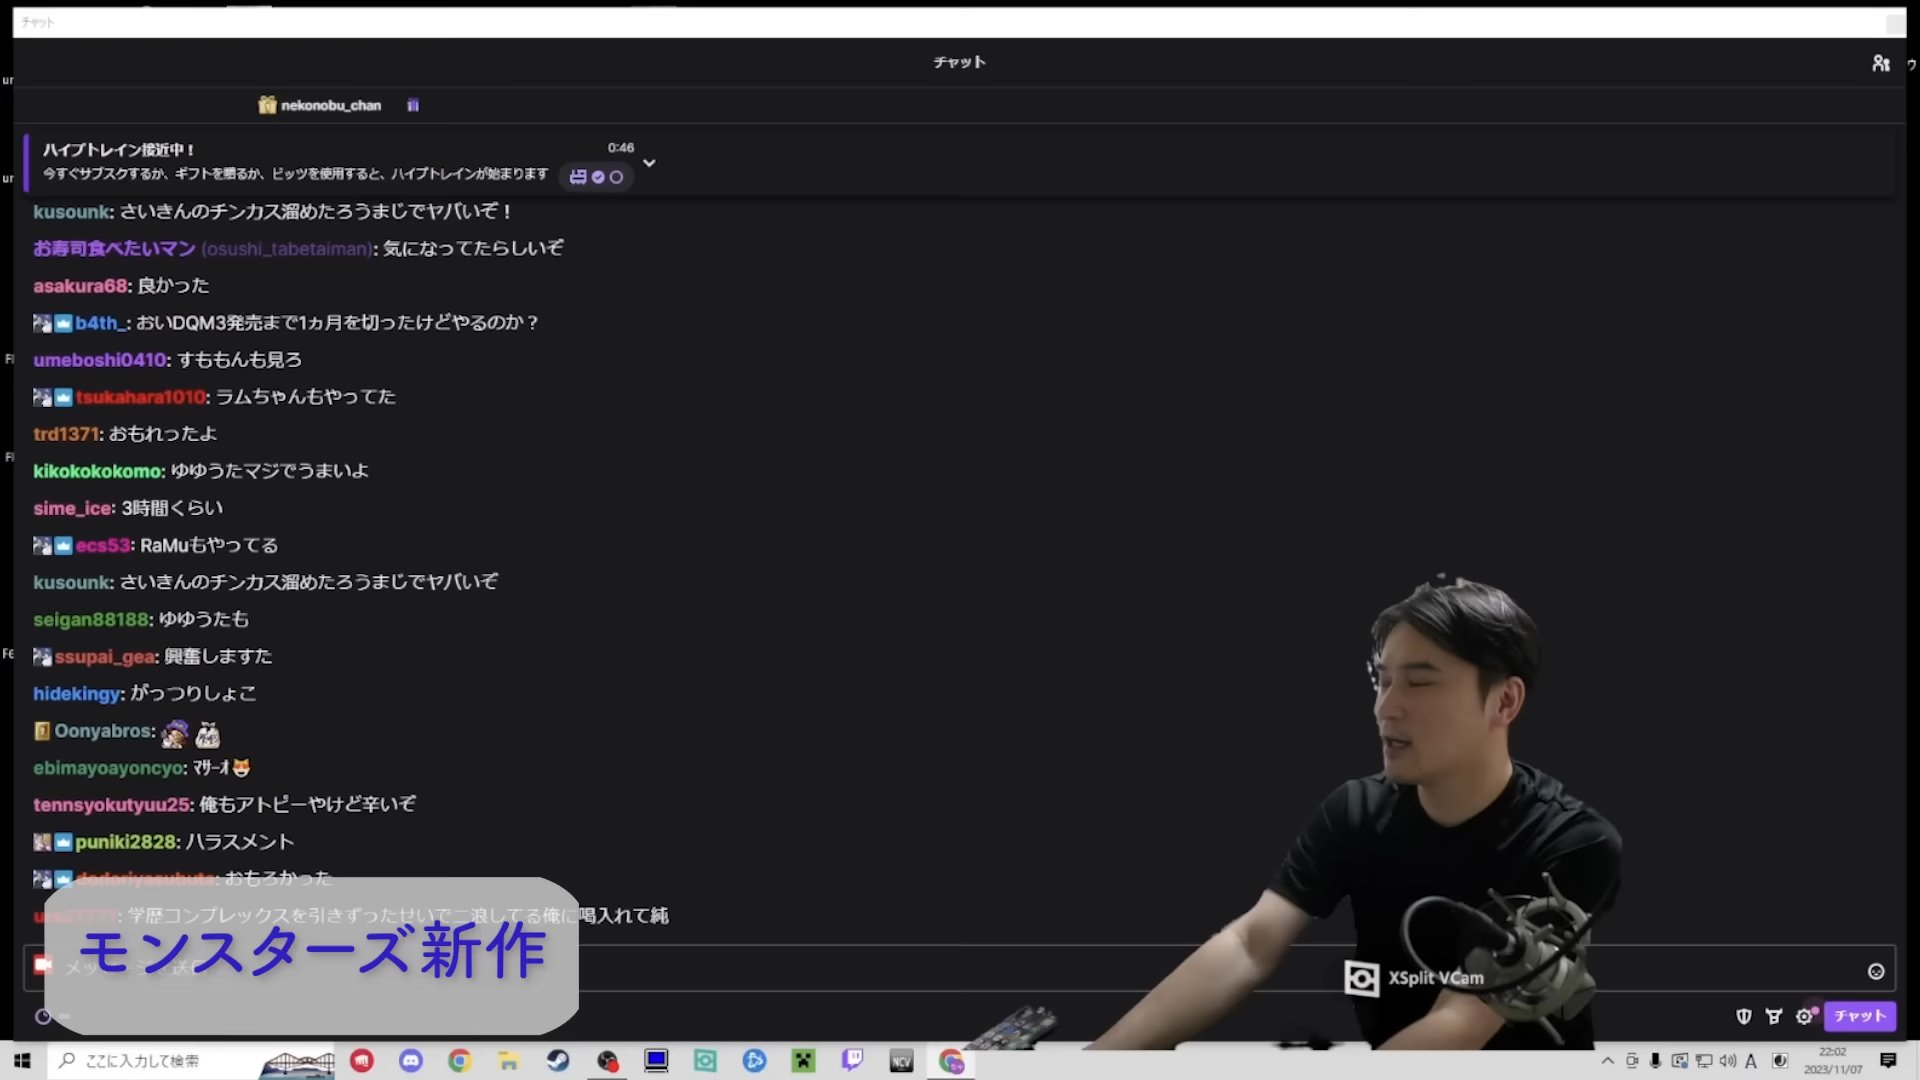 チャット
チャット
nekonobu_chan
ハイプトレイン接近中！
0:46
今すぐサブスクするか、ギフトを贈るか、ビッツを使用すると、ハイプトレインが始まります
kusounk: さいきんのチンカス溜めたろうまじでヤバいぞ！
お寿司食べたいマン (osushi_tabetaiman): 気になってたらしいぞ
asakura68: 良かった
b4th_: おいDQM3発売まで1ヵ月を切ったけどやるのか？
umeboshi0410: すももんも見ろ
tsukahara1010: ラムちゃんもやってた
trd1371: おもれったよ
kikokokokomo: ゆゆうたマジでうまいよ
sime_ice: 3時間くらい
ecs53: RaMuもやってる
kusounk: さいきんのチンカス溜めたろうまじでヤバいぞ
seigan88188: ゆゆうたも
ssupai_gea: 興奮しますた
hidekingy: がっつりしょこ
Oonyabros:
ebimayoayoncyo: ﾏｻｰｵ😻
tennsyokutyuu25: 俺もアトピーやけど辛いぞ
puniki2828: ハラスメント
dodoriyasubuta: おもろかった
: 学歴コンプレックスを引きずったせいで二浪してる俺に喝入れて純
モンスターズ新作
XSplit VCam
チャット
ここに入力して検索
NCV
A
22:02
2023/11/07